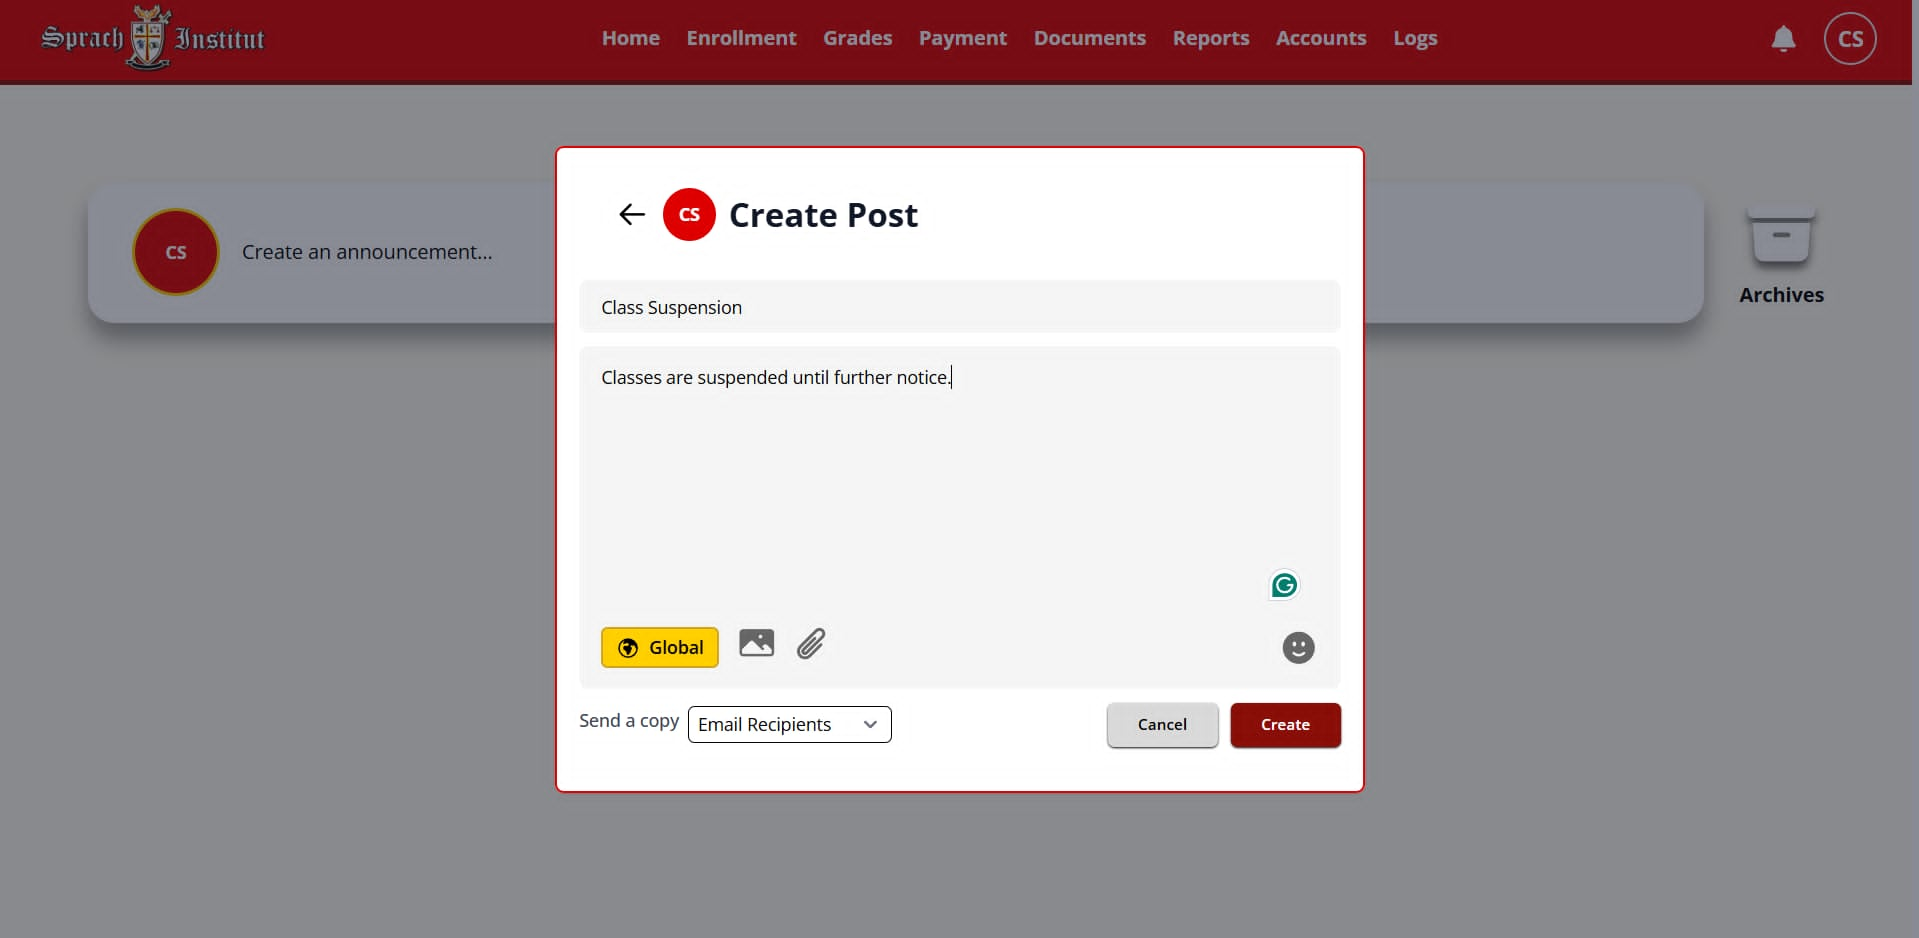 Sprach Institut
Home Enrollment Grades Payment Documents Reports Accounts Logs
CS
CS
Create an announcement...
Archives
CS
Create Post
Class Suspension
Classes are suspended until further notice.
G
Global
Send a copy
Email Recipients
Cancel
Create